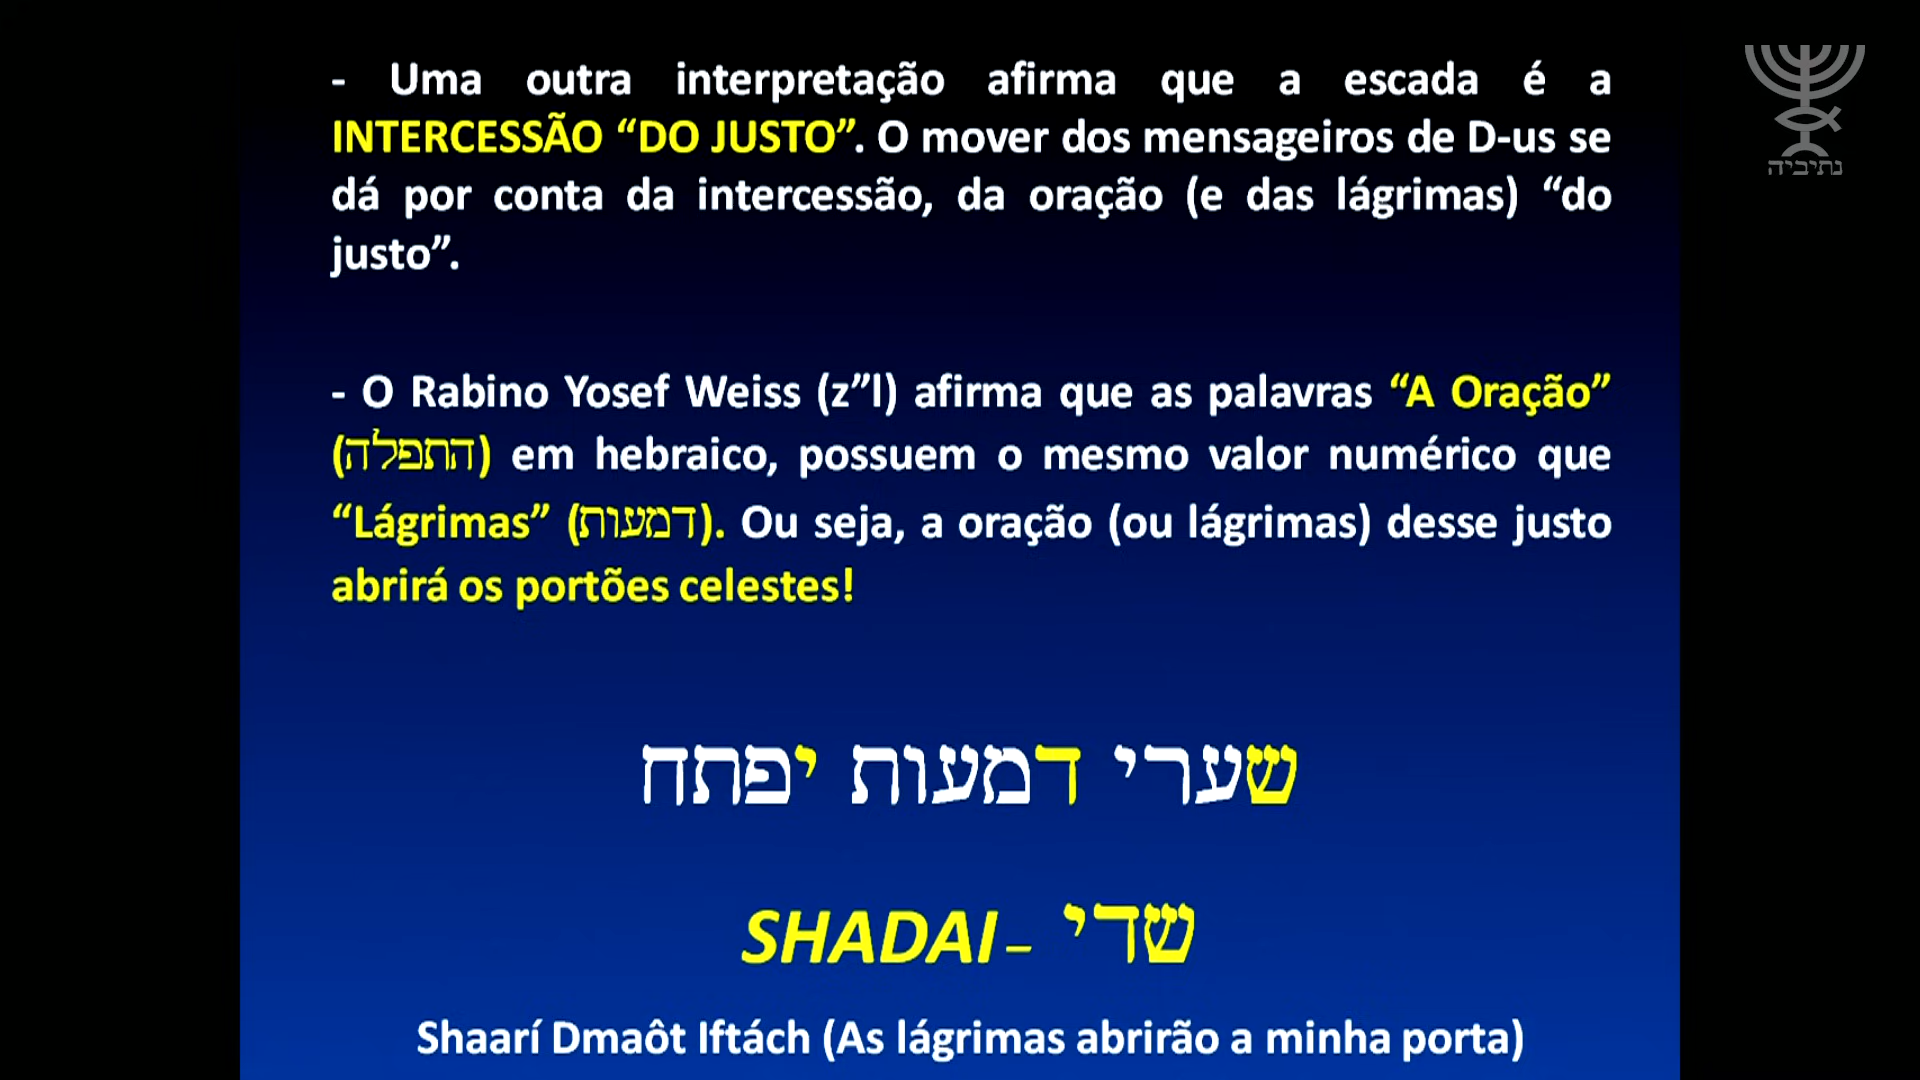 - Uma outra interpretação afirma que a escada é a
INTERCESSÃO “DO JUSTO”. O mover dos mensageiros de D-us se
dá por conta da intercessão, da oração (e das lágrimas) “do
justo”.
- O Rabino Yosef Weiss (z”l) afirma que as palavras “A Oração”
(התפלה) em hebraico, possuem o mesmo valor numérico que
“Lágrimas” (דמעות). Ou seja, a oração (ou lágrimas) desse justo
abrirá os portões celestes!
שערי דמעות יפתח
SHADAI – שדי
Shaarí Dmaôt Iftách (As lágrimas abrirão a minha porta)
נתיביה